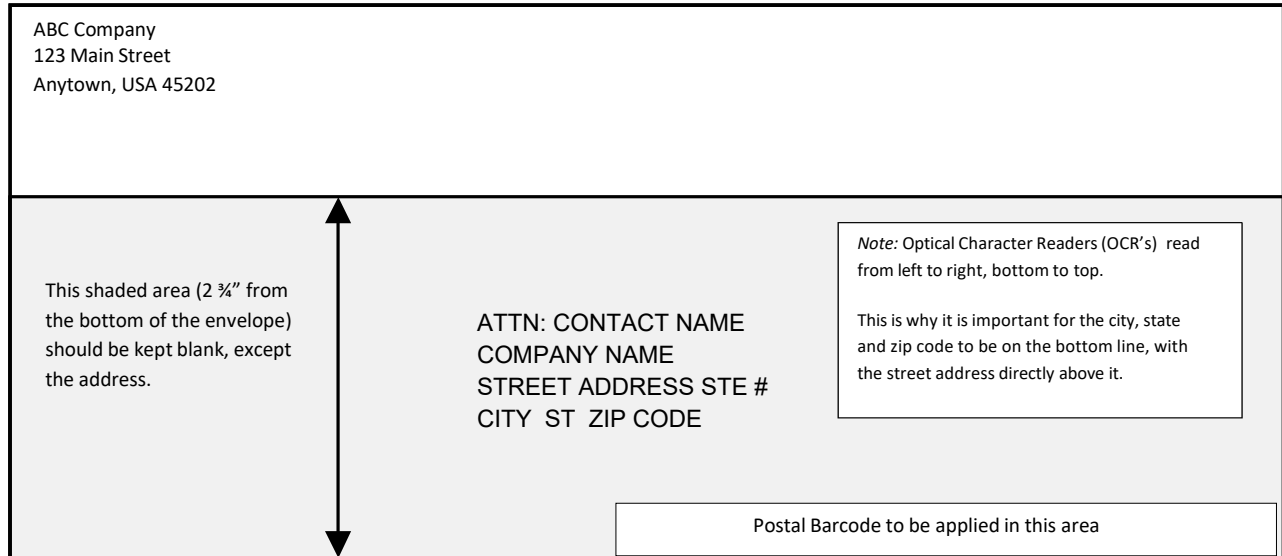 ABC Company
123 Main Street
Anytown, USA 45202
This shaded area (2 ¾” from
the bottom of the envelope)
should be kept blank, except
the address.
ATTN: CONTACT NAME
COMPANY NAME
STREET ADDRESS STE #
CITY  ST  ZIP CODE
Note: Optical Character Readers (OCR’s)  read
from left to right, bottom to top.
This is why it is important for the city, state
and zip code to be on the bottom line, with
the street address directly above it.
Postal Barcode to be applied in this area